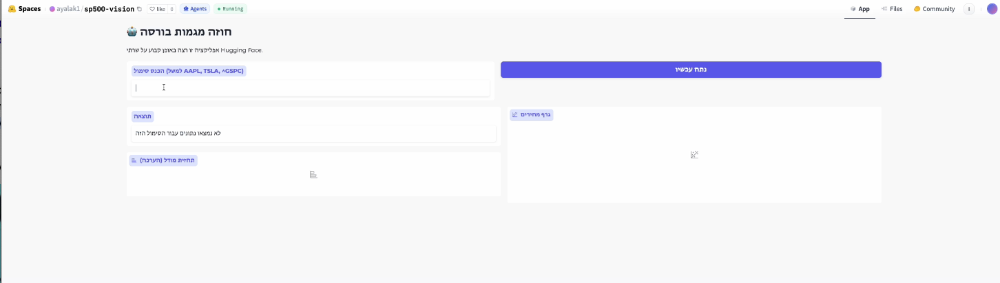 Spaces ayalak1/sp500-vision like 0 Agents Running App Files Community
חוזה מגמות בורסה
אפליקציה זו רצה באופן קבוע על שרתי Hugging Face.
הכנס סימול (למשל AAPL, TSLA, ^GSPC)
נתח עכשיו
תוצאה
לא נמצאו נתונים עבור הסימול הזה
תחזית מודל (הערכה)
גרף מחירים